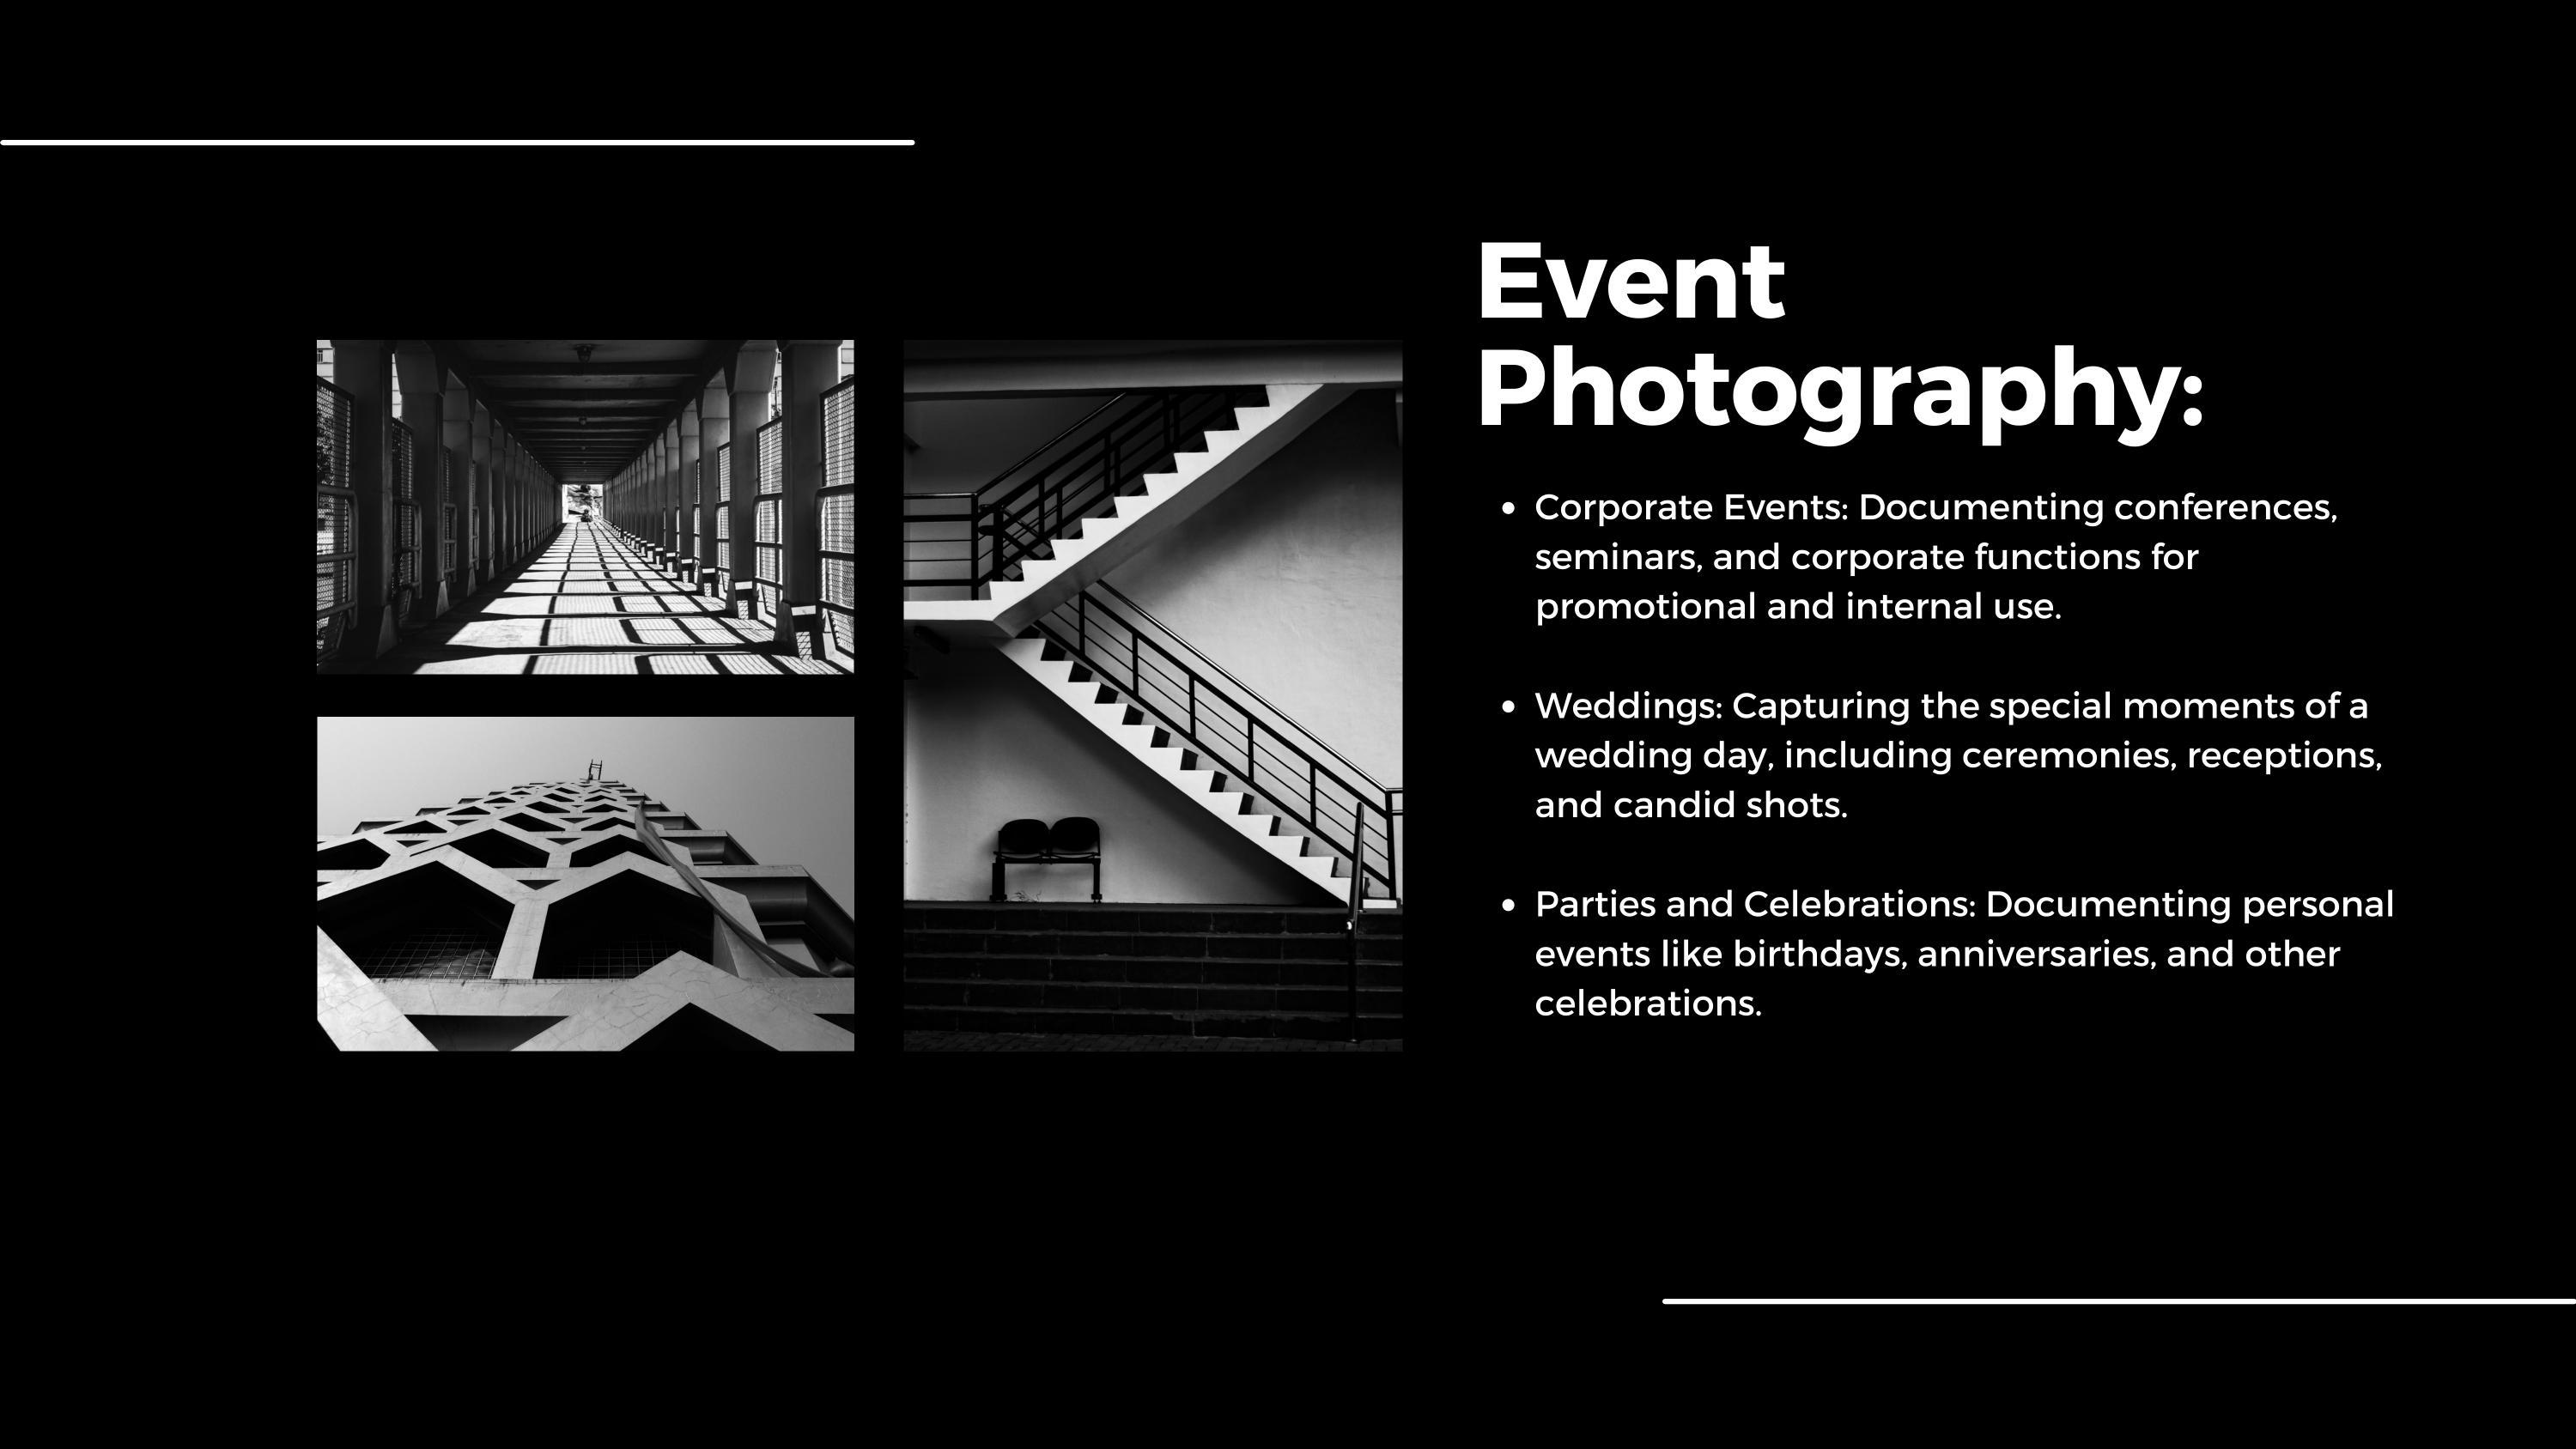 Event
Photography:
• Corporate Events: Documenting conferences,
seminars, and corporate functions for
promotional and internal use.
• Weddings: Capturing the special moments of a
wedding day, including ceremonies, receptions,
and candid shots.
• Parties and Celebrations: Documenting personal
events like birthdays, anniversaries, and other
celebrations.